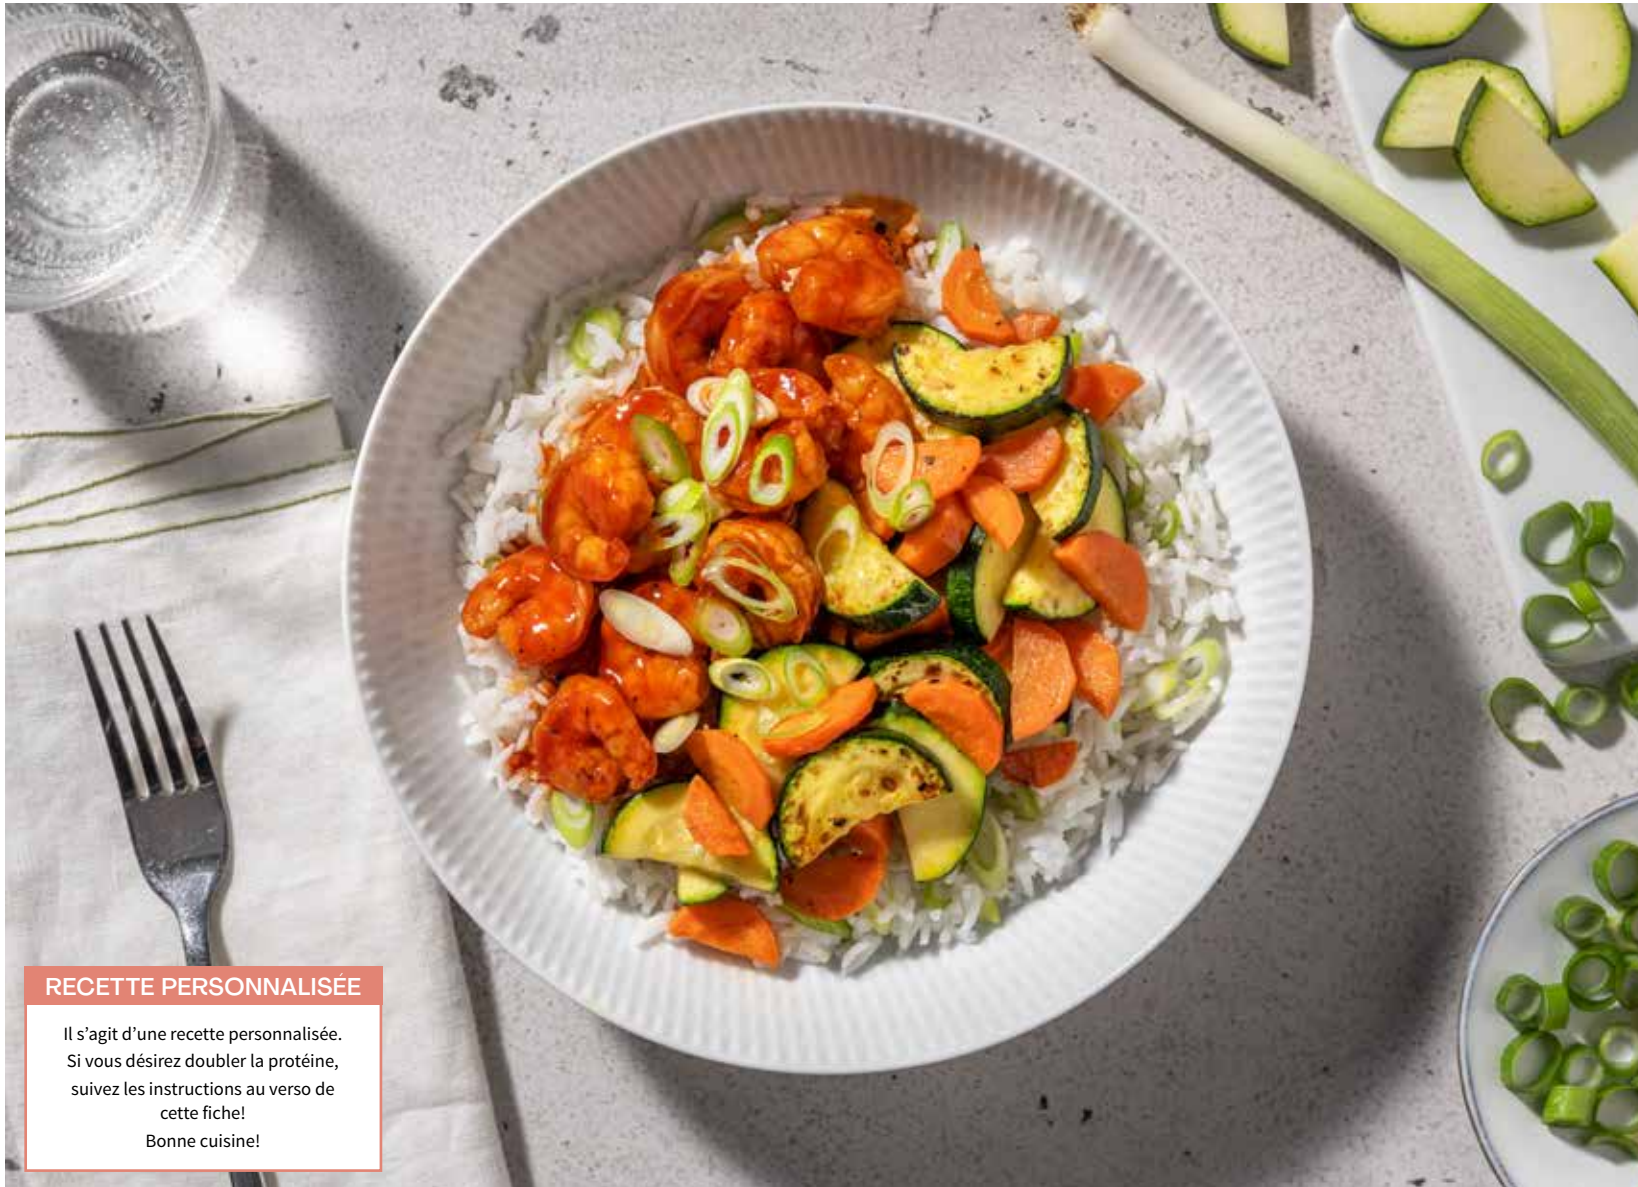 RECETTE PERSONNALISÉE
Il s’agit d’une recette personnalisée.
Si vous désirez doubler la protéine,
suivez les instructions au verso de
cette fiche!
Bonne cuisine!